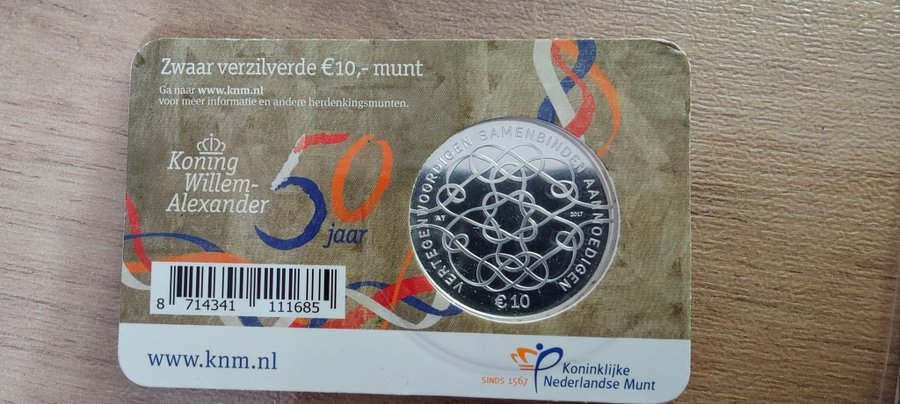 Zwaar verzilverde €10,- munt
Ga naar www.knm.nl
voor meer informatie en andere herdenkingsmunten.
Koning
Willem-
Alexander
50
jaar
VERTEGENWOORDIGEN SAMENBINDEN AANMOEDIGEN
2017
€10
8 714341 111685
www.knm.nl
SINDS 1567
Koninklijke
Nederlandse Munt